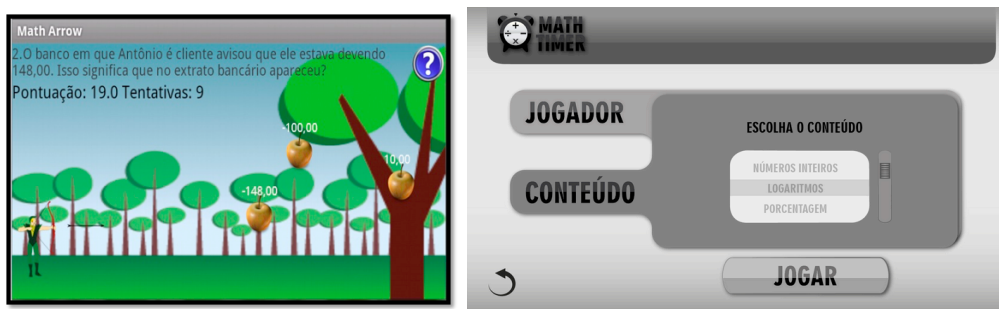 Math Arrow
2.O banco em que Antônio é cliente avisou que ele estava devendo
148,00. Isso significa que no extrato bancário apareceu?
Pontuação: 19.0 Tentativas: 9
?
-100,00
10,00
-148,00
MATH
TIMER
JOGADOR
CONTEÚDO
ESCOLHA O CONTEÚDO
NÚMEROS INTEIROS
LOGARITMOS
PORCENTAGEM
JOGAR